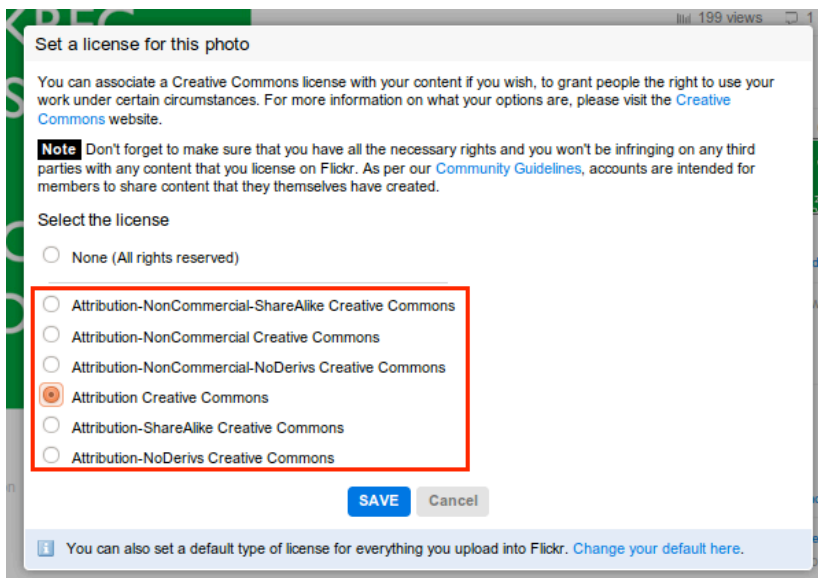 199 views 1
Set a license for this photo
You can associate a Creative Commons license with your content if you wish, to grant people the right to use your
work under certain circumstances. For more information on what your options are, please visit the Creative
Commons website.
Note Don't forget to make sure that you have all the necessary rights and you won't be infringing on any third
parties with any content that you license on Flickr. As per our Community Guidelines, accounts are intended for
members to share content that they themselves have created.
Select the license
None (All rights reserved)
Attribution-NonCommercial-ShareAlike Creative Commons
Attribution-NonCommercial Creative Commons
Attribution-NonCommercial-NoDerivs Creative Commons
Attribution Creative Commons
Attribution-ShareAlike Creative Commons
Attribution-NoDerivs Creative Commons
SAVE Cancel
You can also set a default type of license for everything you upload into Flickr. Change your default here.